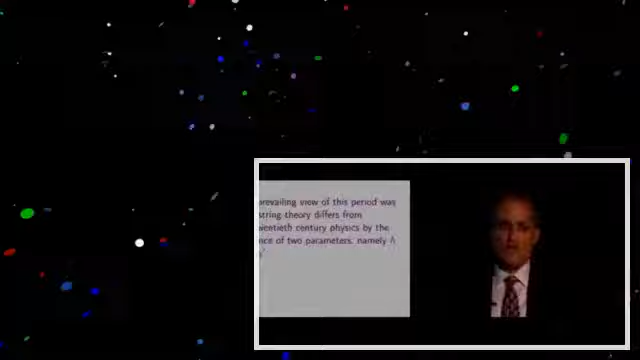 prevailing view of this period was
string theory differs from
twentieth century physics by the
nce of two parameters, namely ℏ